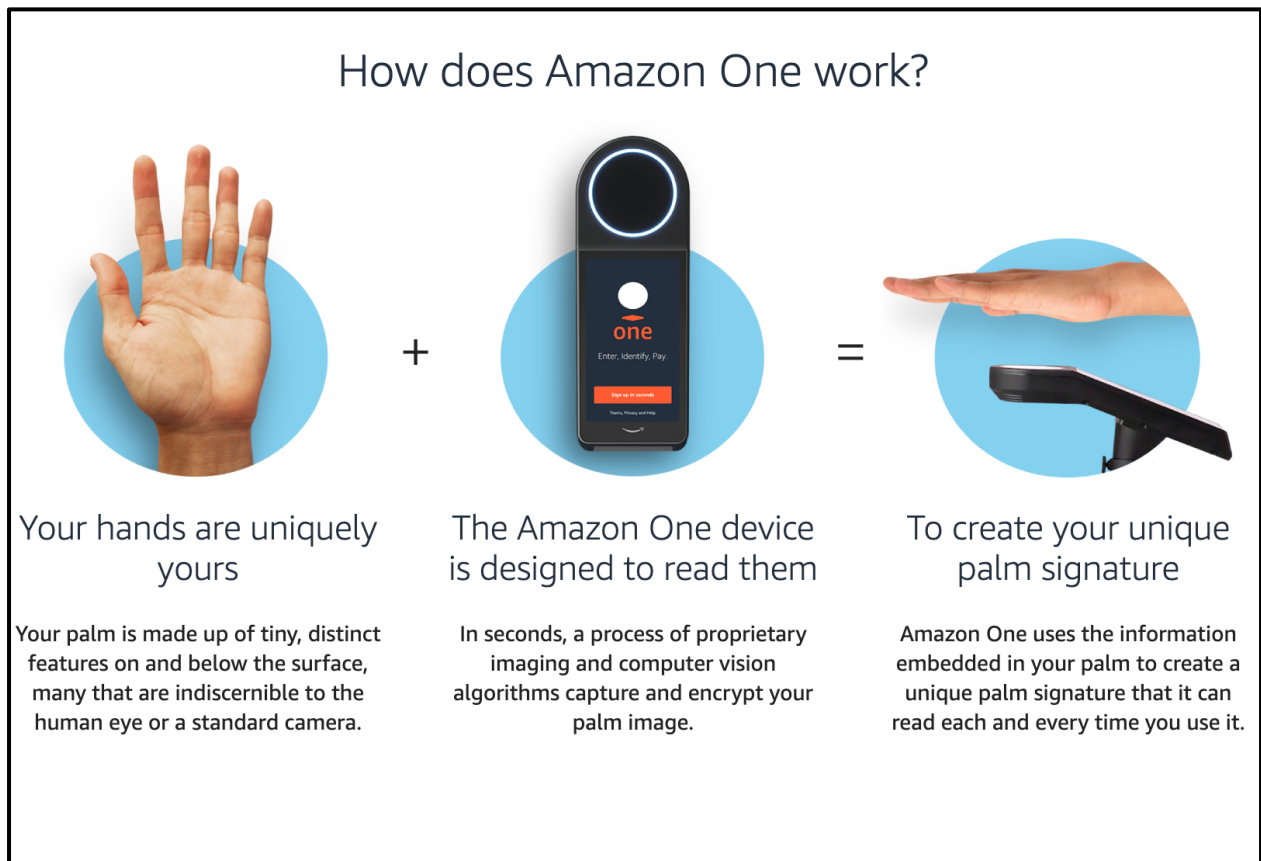 How does Amazon One work?
one
Enter, Identify, Pay.
Sign up in seconds
Teams, Privacy and Help
+
=
Your hands are uniquely
yours
The Amazon One device
is designed to read them
To create your unique
palm signature
Your palm is made up of tiny, distinct
features on and below the surface,
many that are indiscernible to the
human eye or a standard camera.
In seconds, a process of proprietary
imaging and computer vision
algorithms capture and encrypt your
palm image.
Amazon One uses the information
embedded in your palm to create a
unique palm signature that it can
read each and every time you use it.